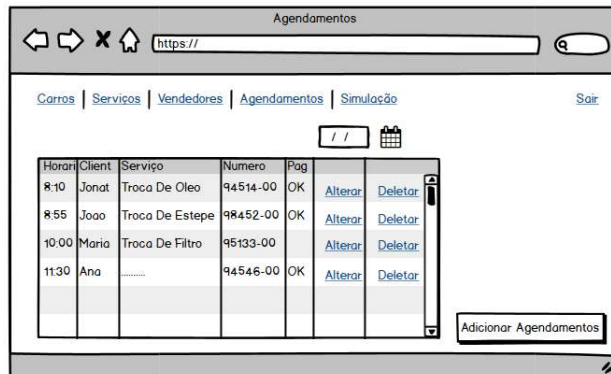 Agendamentos
https://
Carros | Serviços | Vendedores | Agendamentos | Simulação Sair
/ /
Horari Client Serviço Numero Pag
8:10 Jonat Troca De Oleo 94514-00 OK Alterar Deletar
8:55 Joao Troca De Estepe 98452-00 OK Alterar Deletar
10:00 Maria Troca De Filtro 95133-00 Alterar Deletar
11:30 Ana .......... 94546-00 OK Alterar Deletar
Adicionar Agendamentos